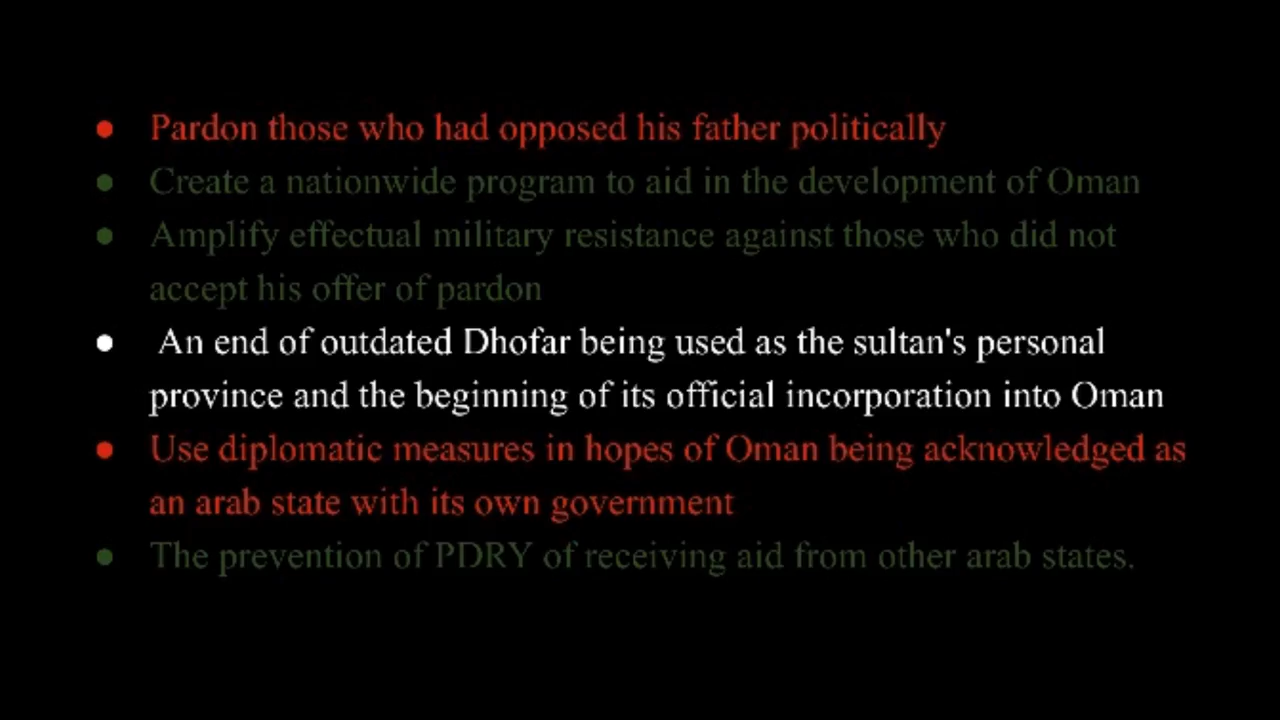 ● Pardon those who had opposed his father politically
● Create a nationwide program to aid in the development of Oman
● Amplify effectual military resistance against those who did not
accept his offer of pardon
● An end of outdated Dhofar being used as the sultan's personal
province and the beginning of its official incorporation into Oman
● Use diplomatic measures in hopes of Oman being acknowledged as
an arab state with its own government
● The prevention of PDRY of receiving aid from other arab states.